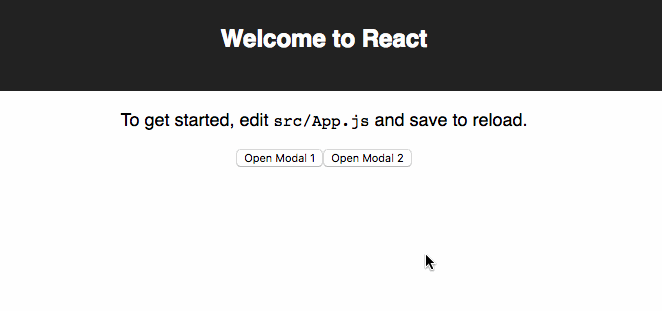 Welcome to React
To get started, edit src/App.js and save to reload.
Open Modal 1 Open Modal 2